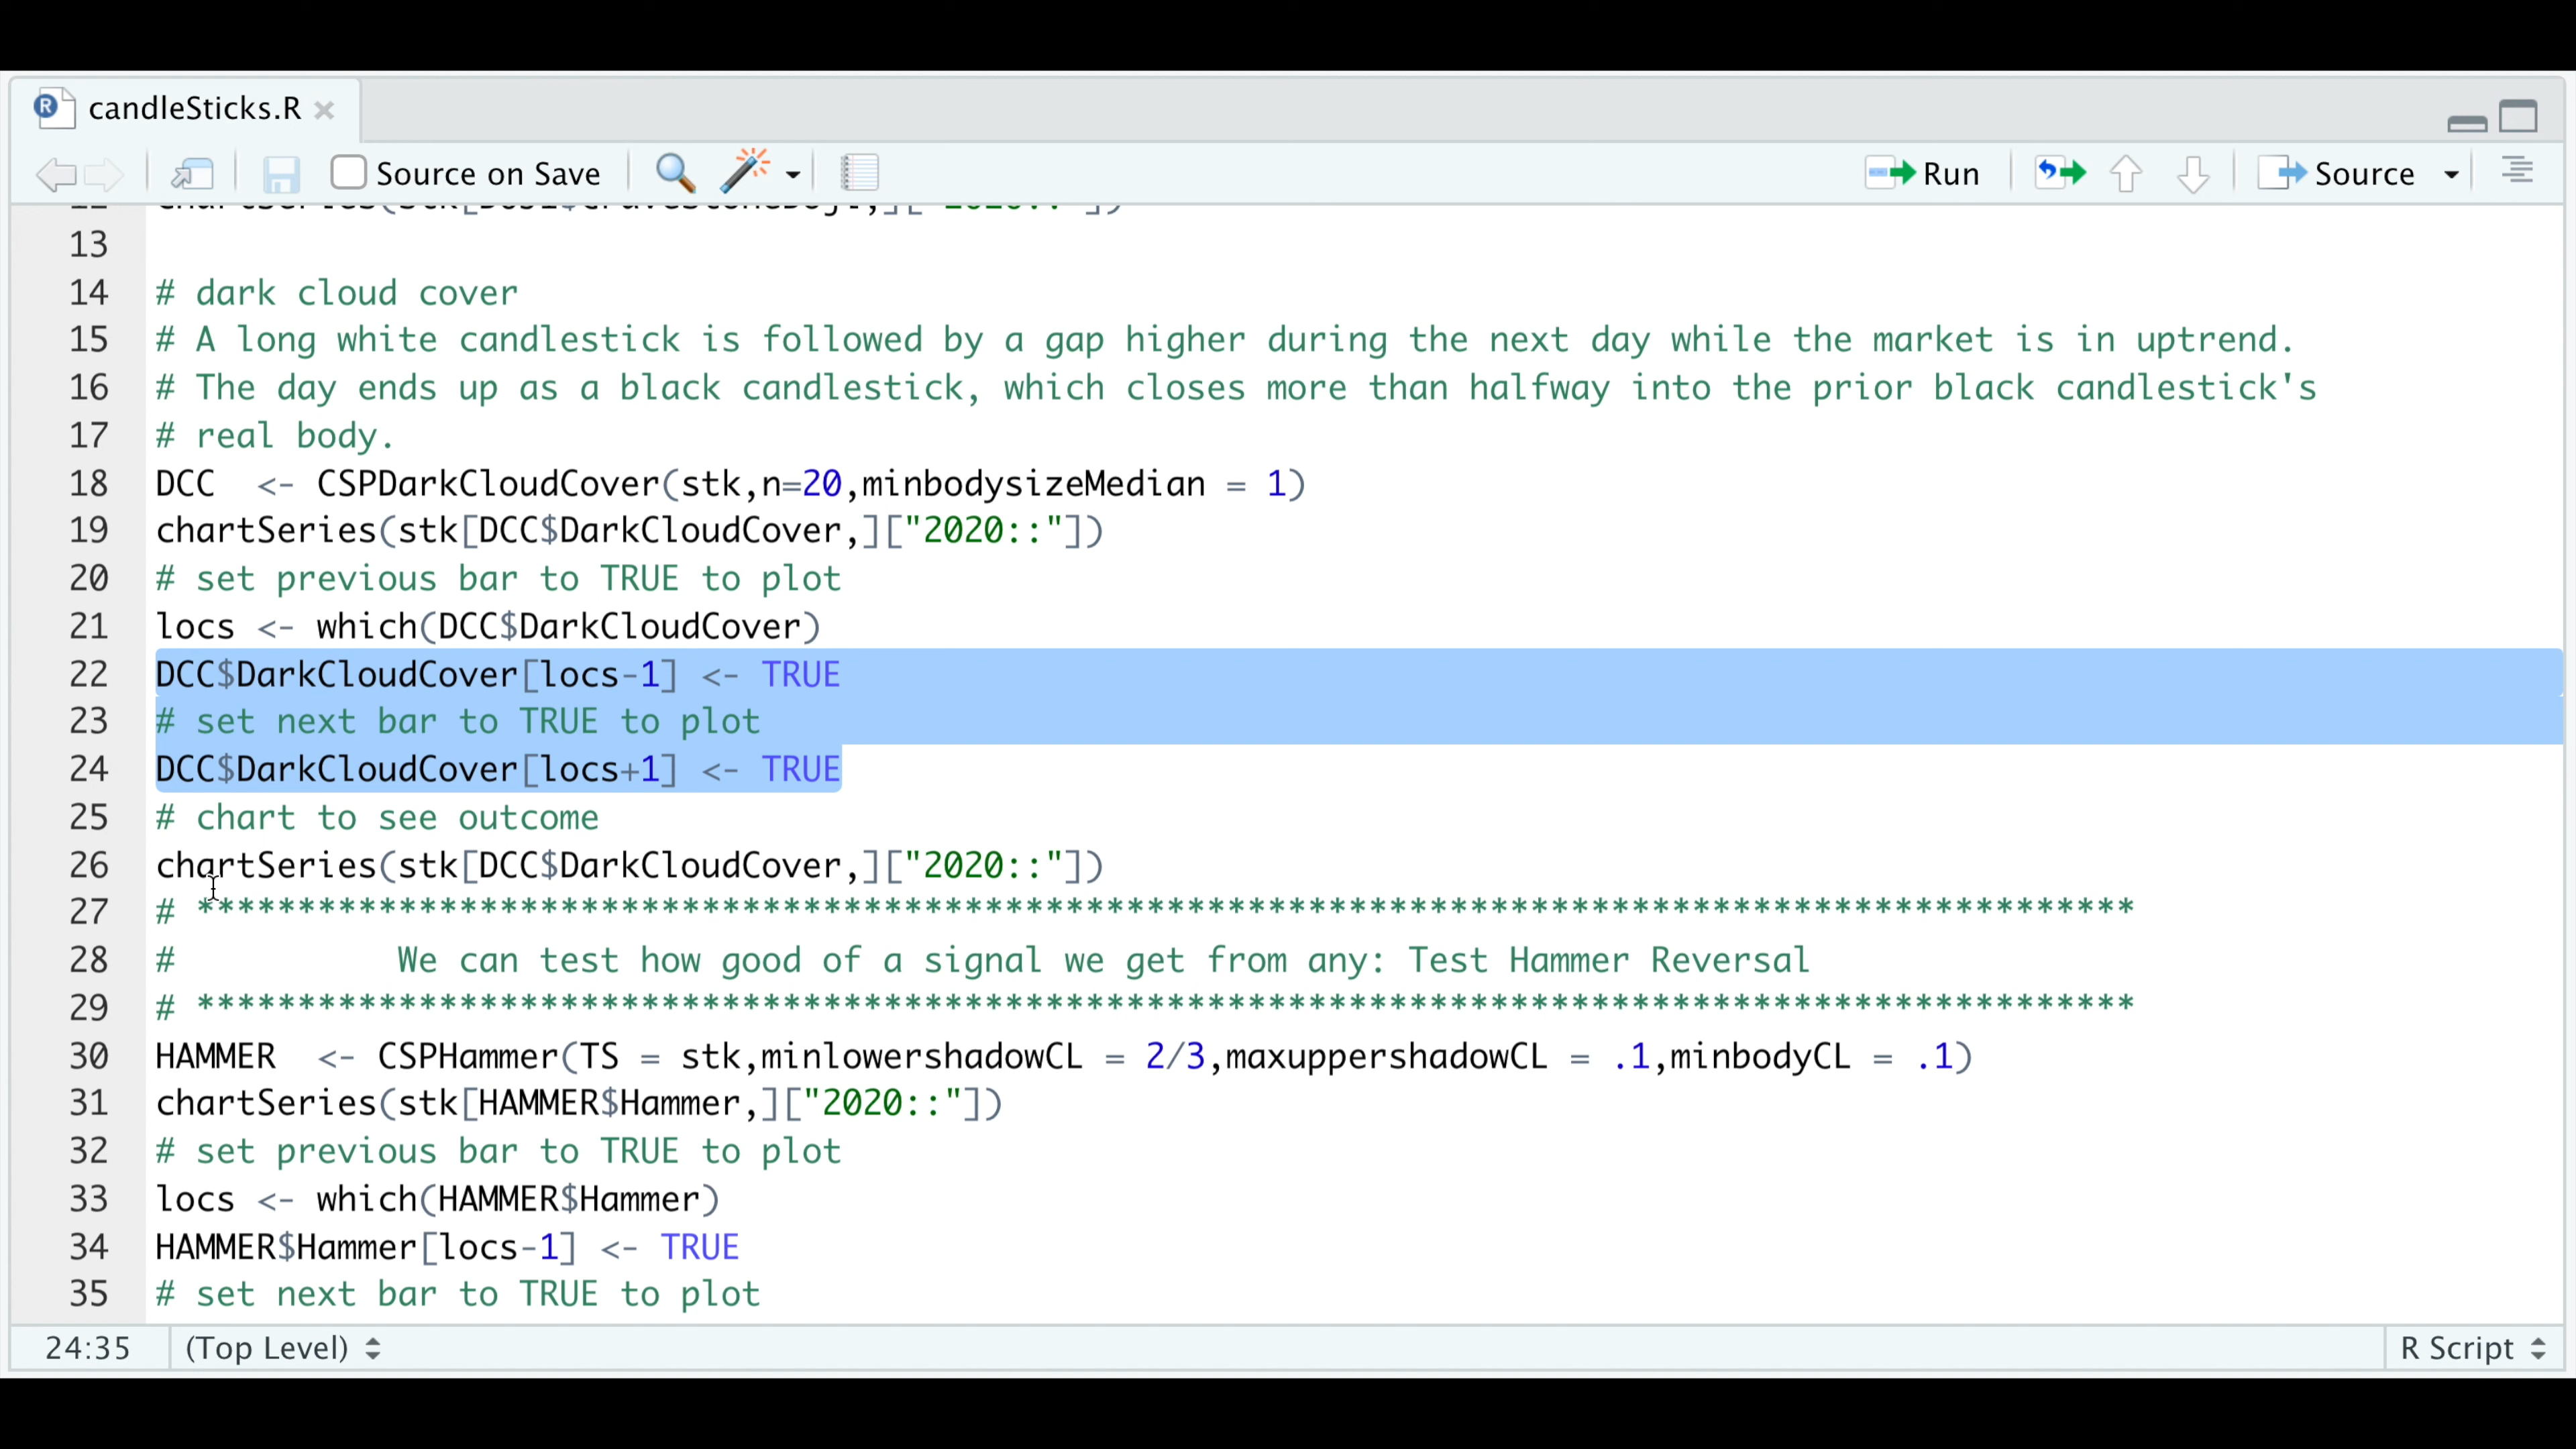 candleSticks.R
Source on Save
Run
Source
13
14 # dark cloud cover
15 # A long white candlestick is followed by a gap higher during the next day while the market is in uptrend.
16 # The day ends up as a black candlestick, which closes more than halfway into the prior black candlestick's
17 # real body.
18 DCC  <- CSPDarkCloudCover(stk,n=20,minbodysizeMedian = 1)
19 chartSeries(stk[DCC$DarkCloudCover,]["2020::"])
20 # set previous bar to TRUE to plot
21 locs <- which(DCC$DarkCloudCover)
22 DCC$DarkCloudCover[locs-1] <- TRUE
23 # set next bar to TRUE to plot
24 DCC$DarkCloudCover[locs+1] <- TRUE
25 # chart to see outcome
26 chartSeries(stk[DCC$DarkCloudCover,]["2020::"])
27 # ************************************************************************************************
28 #           We can test how good of a signal we get from any: Test Hammer Reversal
29 # ************************************************************************************************
30 HAMMER  <- CSPHammer(TS = stk,minlowershadowCL = 2/3,maxuppershadowCL = .1,minbodyCL = .1)
31 chartSeries(stk[HAMMER$Hammer,]["2020::"])
32 # set previous bar to TRUE to plot
33 locs <- which(HAMMER$Hammer)
34 HAMMER$Hammer[locs-1] <- TRUE
35 # set next bar to TRUE to plot
24:35 (Top Level) R Script